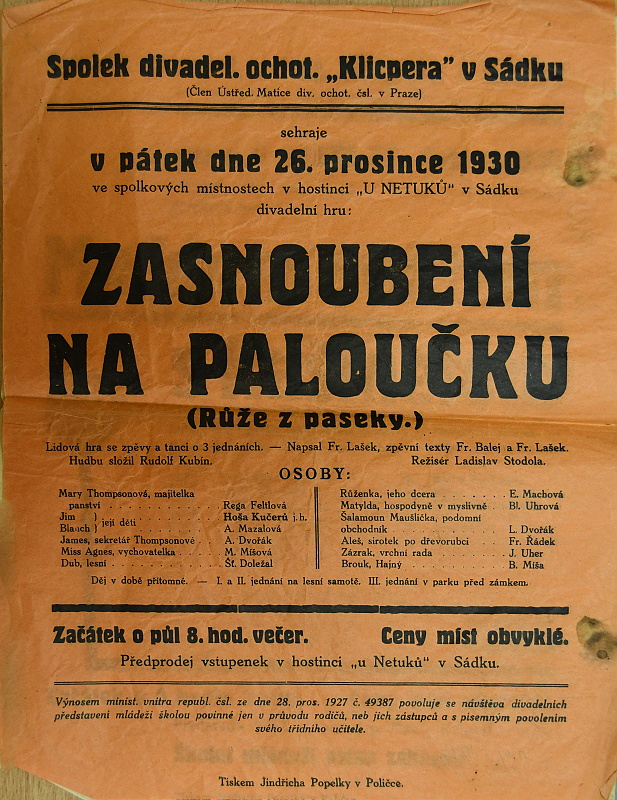 Spolek divadel. ochot. „Klicpera" v Sádku
(Člen Ústřed. Matice div. ochot. čsl. v Praze)
sehraje
v pátek dne 26. prosince 1930
ve spolkových místnostech v hostinci „U NETUKŮ" v Sádku
divadelní hru:
ZASNOUBENÍ
NA PALOUČKU
(Růže z paseky.)
Lidová hra se zpěvy a tanci o 3 jednáních. — Napsal Fr. Lašek, zpěvní texty Fr. Balej a Fr. Lašek.
Hudbu složil Rudolf Kubín. Režisér Ladislav Stodola.
OSOBY:
Mary Thompsonová, majitelka
panství . . . . . . . . . . . Rega Feltlová
Jim } její děti . . . . . . . . Hoša Kučerů j. h.
Blanch } . . . . . . . . A. Mazalová
James, sekretář Thompsonové . . A. Dvořák
Miss Agnes, vychovatelka . . . . M. Míšová
Dub, lesní . . . . . . . . . . Šť. Doležal
Růženka, jeho dcera . . . . . E. Machová
Matylda, hospodyně v myslivně . Bl. Uhrová
Šalamoun Maušlička, podomní
obchodník . . . . . . . . . L. Dvořák
Aleš, sirotek po dřevorubci . . Fr. Řádek
Zázrak, vrchní rada . . . . . . J. Uher
Brouk, Hajný . . . . . . . . . B. Míša
Děj v době přítomné. — I. a II. jednání na lesní samotě. III. jednání v parku před zámkem.
Začátek o půl 8. hod. večer. Ceny míst obvyklé.
Předprodej vstupenek v hostinci „u Netuků" v Sádku.
Výnosem minist. vnitra republ. čsl. ze dne 28. pros. 1927 č. 49387 povoluje se návštěva divadelních
představení mládeží školou povinné jen v průvodu rodičů, neb jich zástupců a s písemným povolením
svého třídního učitele.
Tiskem Jindřicha Popelky v Poličce.